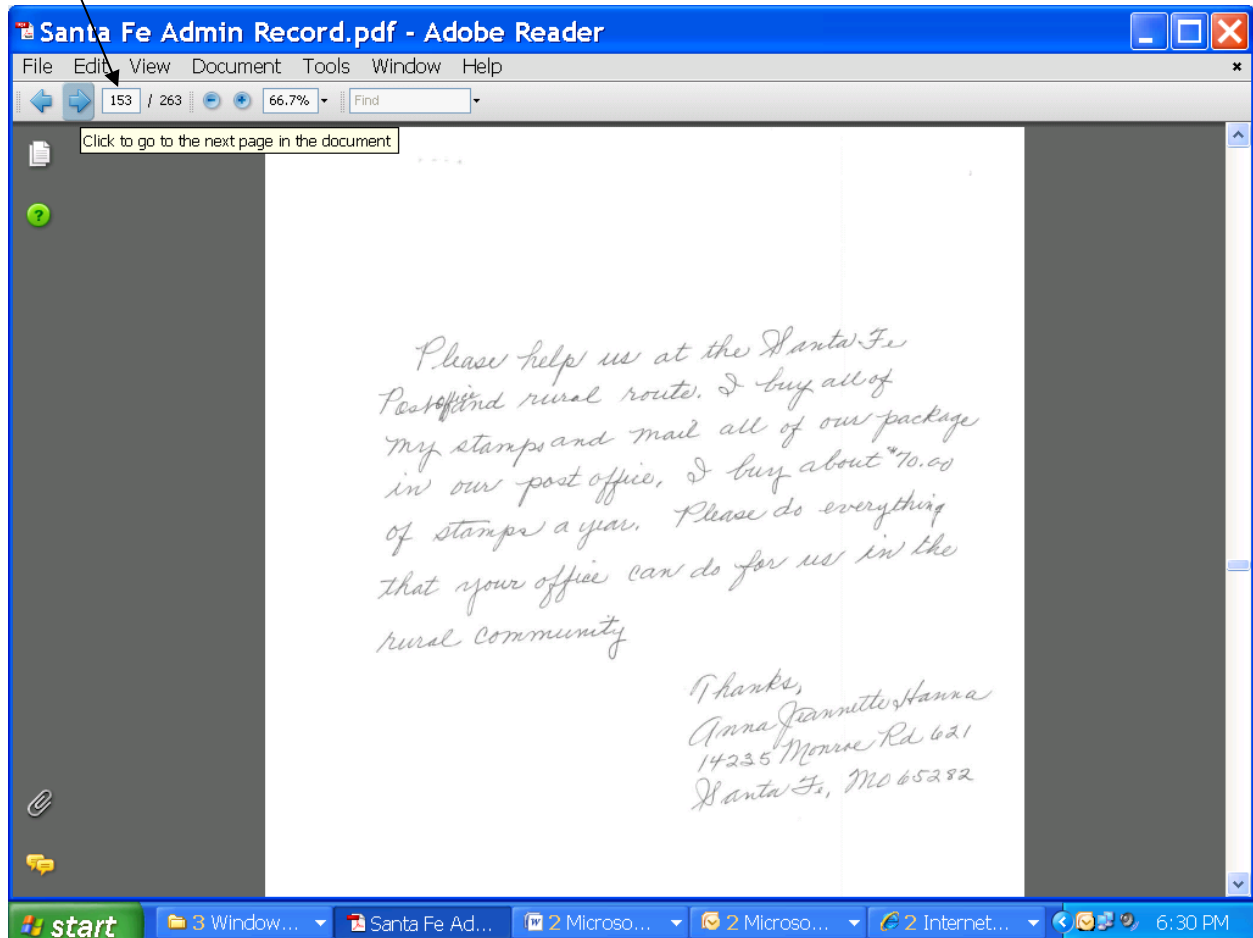 Santa Fe Admin Record.pdf - Adobe Reader
File Edit View Document Tools Window Help
153 / 263 66.7% Find
Click to go to the next page in the document
Please help us at the Santa Fe
Post office and rural route. I buy all of
my stamps and mail all of our package
in our post office, I buy about $70.00
of stamps a year. Please do everything
that your office can do for us in the
rural community
Thanks,
Anna Jeannette Hanna
14235 Monroe Rd 621
Santa Fe, MO 65282
start 3 Window... Santa Fe Ad... 2 Microso... 2 Microso... 2 Internet... 6:30 PM